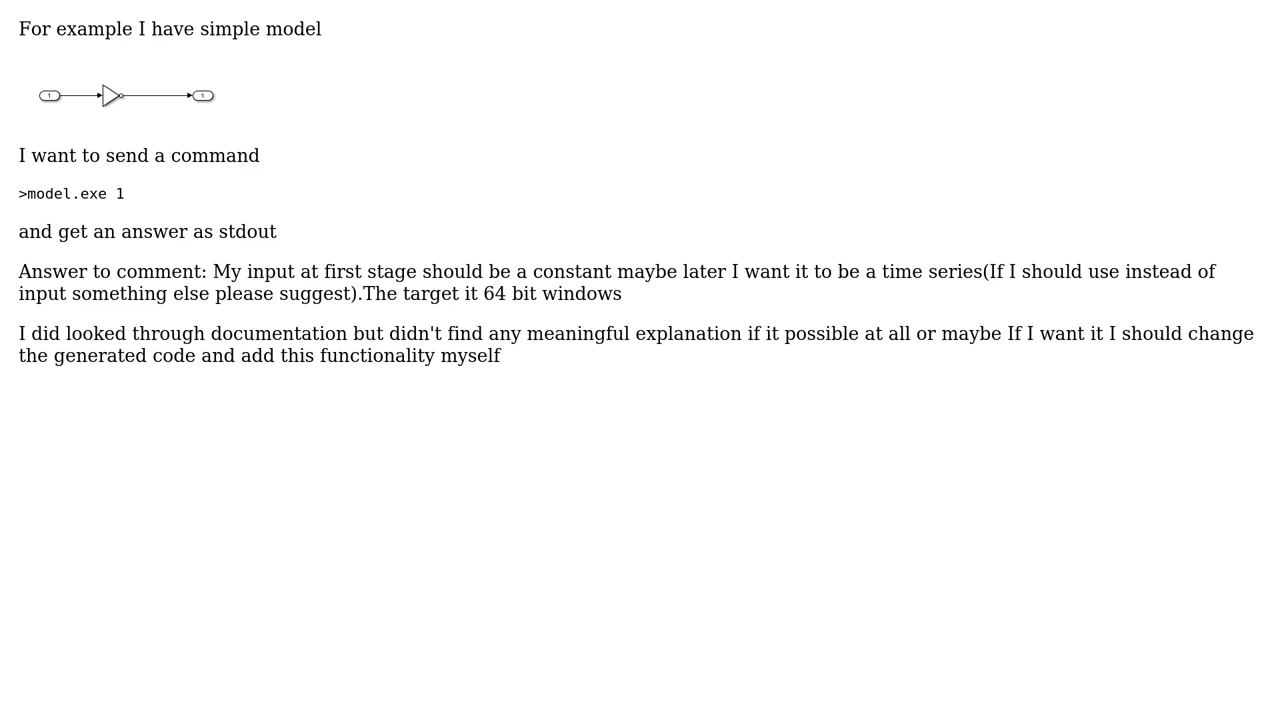 For example I have simple model
1
1
I want to send a command
>model.exe 1
and get an answer as stdout
Answer to comment: My input at first stage should be a constant maybe later I want it to be a time series(If I should use instead of
input something else please suggest).The target it 64 bit windows
I did looked through documentation but didn't find any meaningful explanation if it possible at all or maybe If I want it I should change
the generated code and add this functionality myself